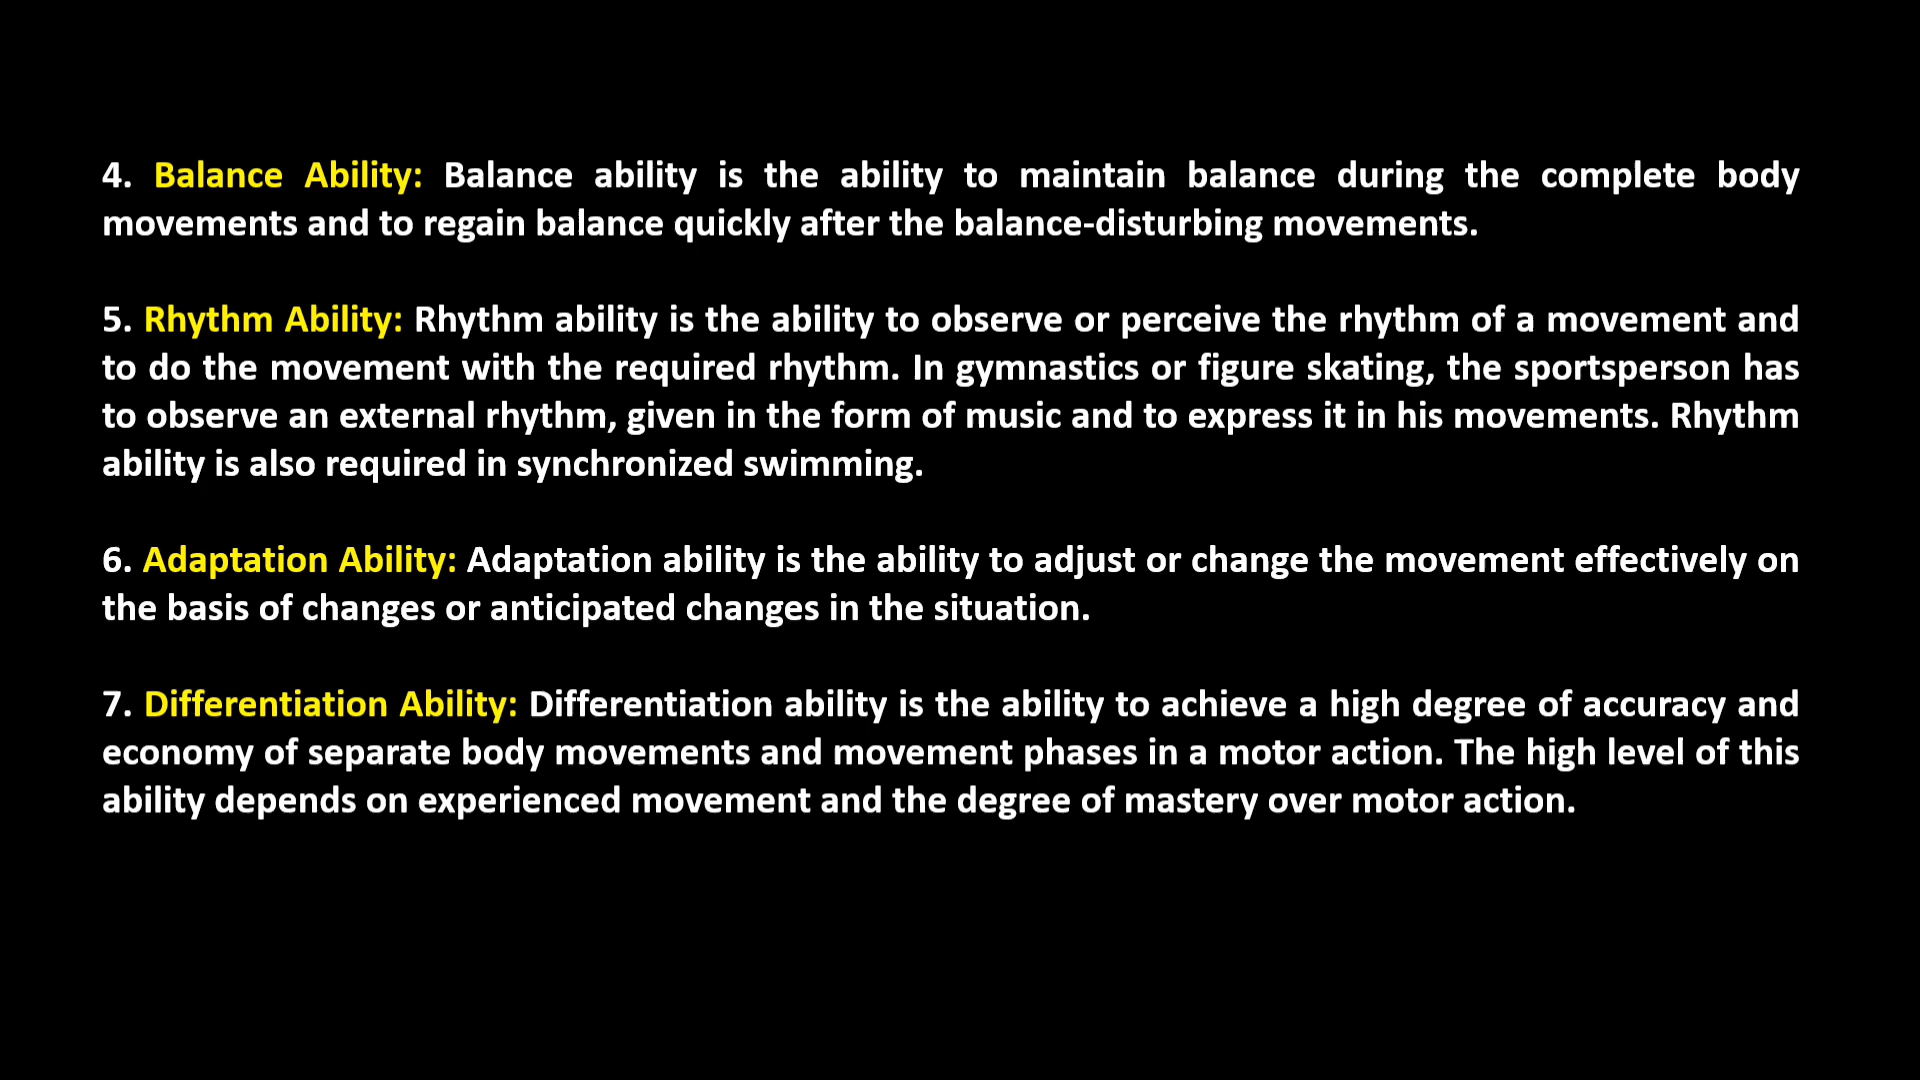 4. Balance Ability: Balance ability is the ability to maintain balance during the complete body
movements and to regain balance quickly after the balance-disturbing movements.
5. Rhythm Ability: Rhythm ability is the ability to observe or perceive the rhythm of a movement and
to do the movement with the required rhythm. In gymnastics or figure skating, the sportsperson has
to observe an external rhythm, given in the form of music and to express it in his movements. Rhythm
ability is also required in synchronized swimming.
6. Adaptation Ability: Adaptation ability is the ability to adjust or change the movement effectively on
the basis of changes or anticipated changes in the situation.
7. Differentiation Ability: Differentiation ability is the ability to achieve a high degree of accuracy and
economy of separate body movements and movement phases in a motor action. The high level of this
ability depends on experienced movement and the degree of mastery over motor action.